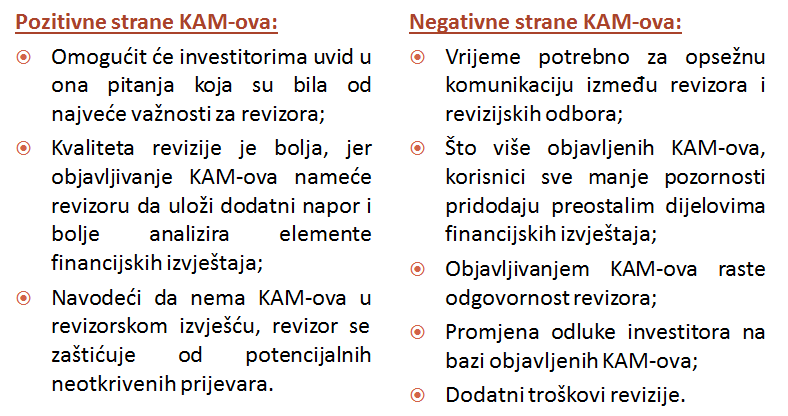 Pozitivne strane KAM-ova:
Omogućit će investitorima uvid u
ona pitanja koja su bila od
najveće važnosti za revizora;
Kvaliteta revizije je bolja, jer
objavljivanje KAM-ova nameće
revizoru da uloži dodatni napor i
bolje analizira elemente
financijskih izvještaja;
Navodeći da nema KAM-ova u
revizorskom izvješću, revizor se
zaštićuje od potencijalnih
neotkrivenih prijevara.
Negativne strane KAM-ova:
Vrijeme potrebno za opsežnu
komunikaciju između revizora i
revizijskih odbora;
Što više objavljenih KAM-ova,
korisnici sve manje pozornosti
pridodaju preostalim dijelovima
financijskih izvještaja;
Objavljivanjem KAM-ova raste
odgovornost revizora;
Promjena odluke investitora na
bazi objavljenih KAM-ova;
Dodatni troškovi revizije.